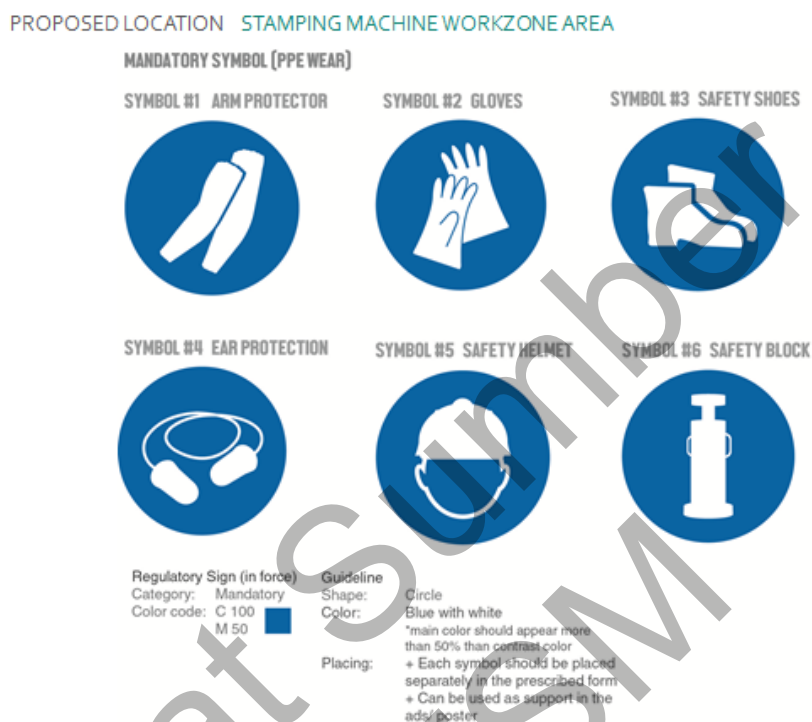 PROPOSED LOCATION STAMPING MACHINE WORKZONE AREA
MANDATORY SYMBOL (PPE WEAR)
SYMBOL #1 ARM PROTECTOR
SYMBOL #2 GLOVES
SYMBOL #3 SAFETY SHOES
SYMBOL #4 EAR PROTECTION
SYMBOL #5 SAFETY HELMET
SYMBOL #6 SAFETY BLOCK
Regulatory Sign (in force)
Category: Mandatory
Color code: C 100
M 50
Guideline
Shape: Circle
Color: Blue with white
*main color should appear more
than 50% than contrast color
Placing: + Each symbol should be placed
separately in the prescribed form
+ Can be used as support in the
ads/ poster
at Sumber
SM